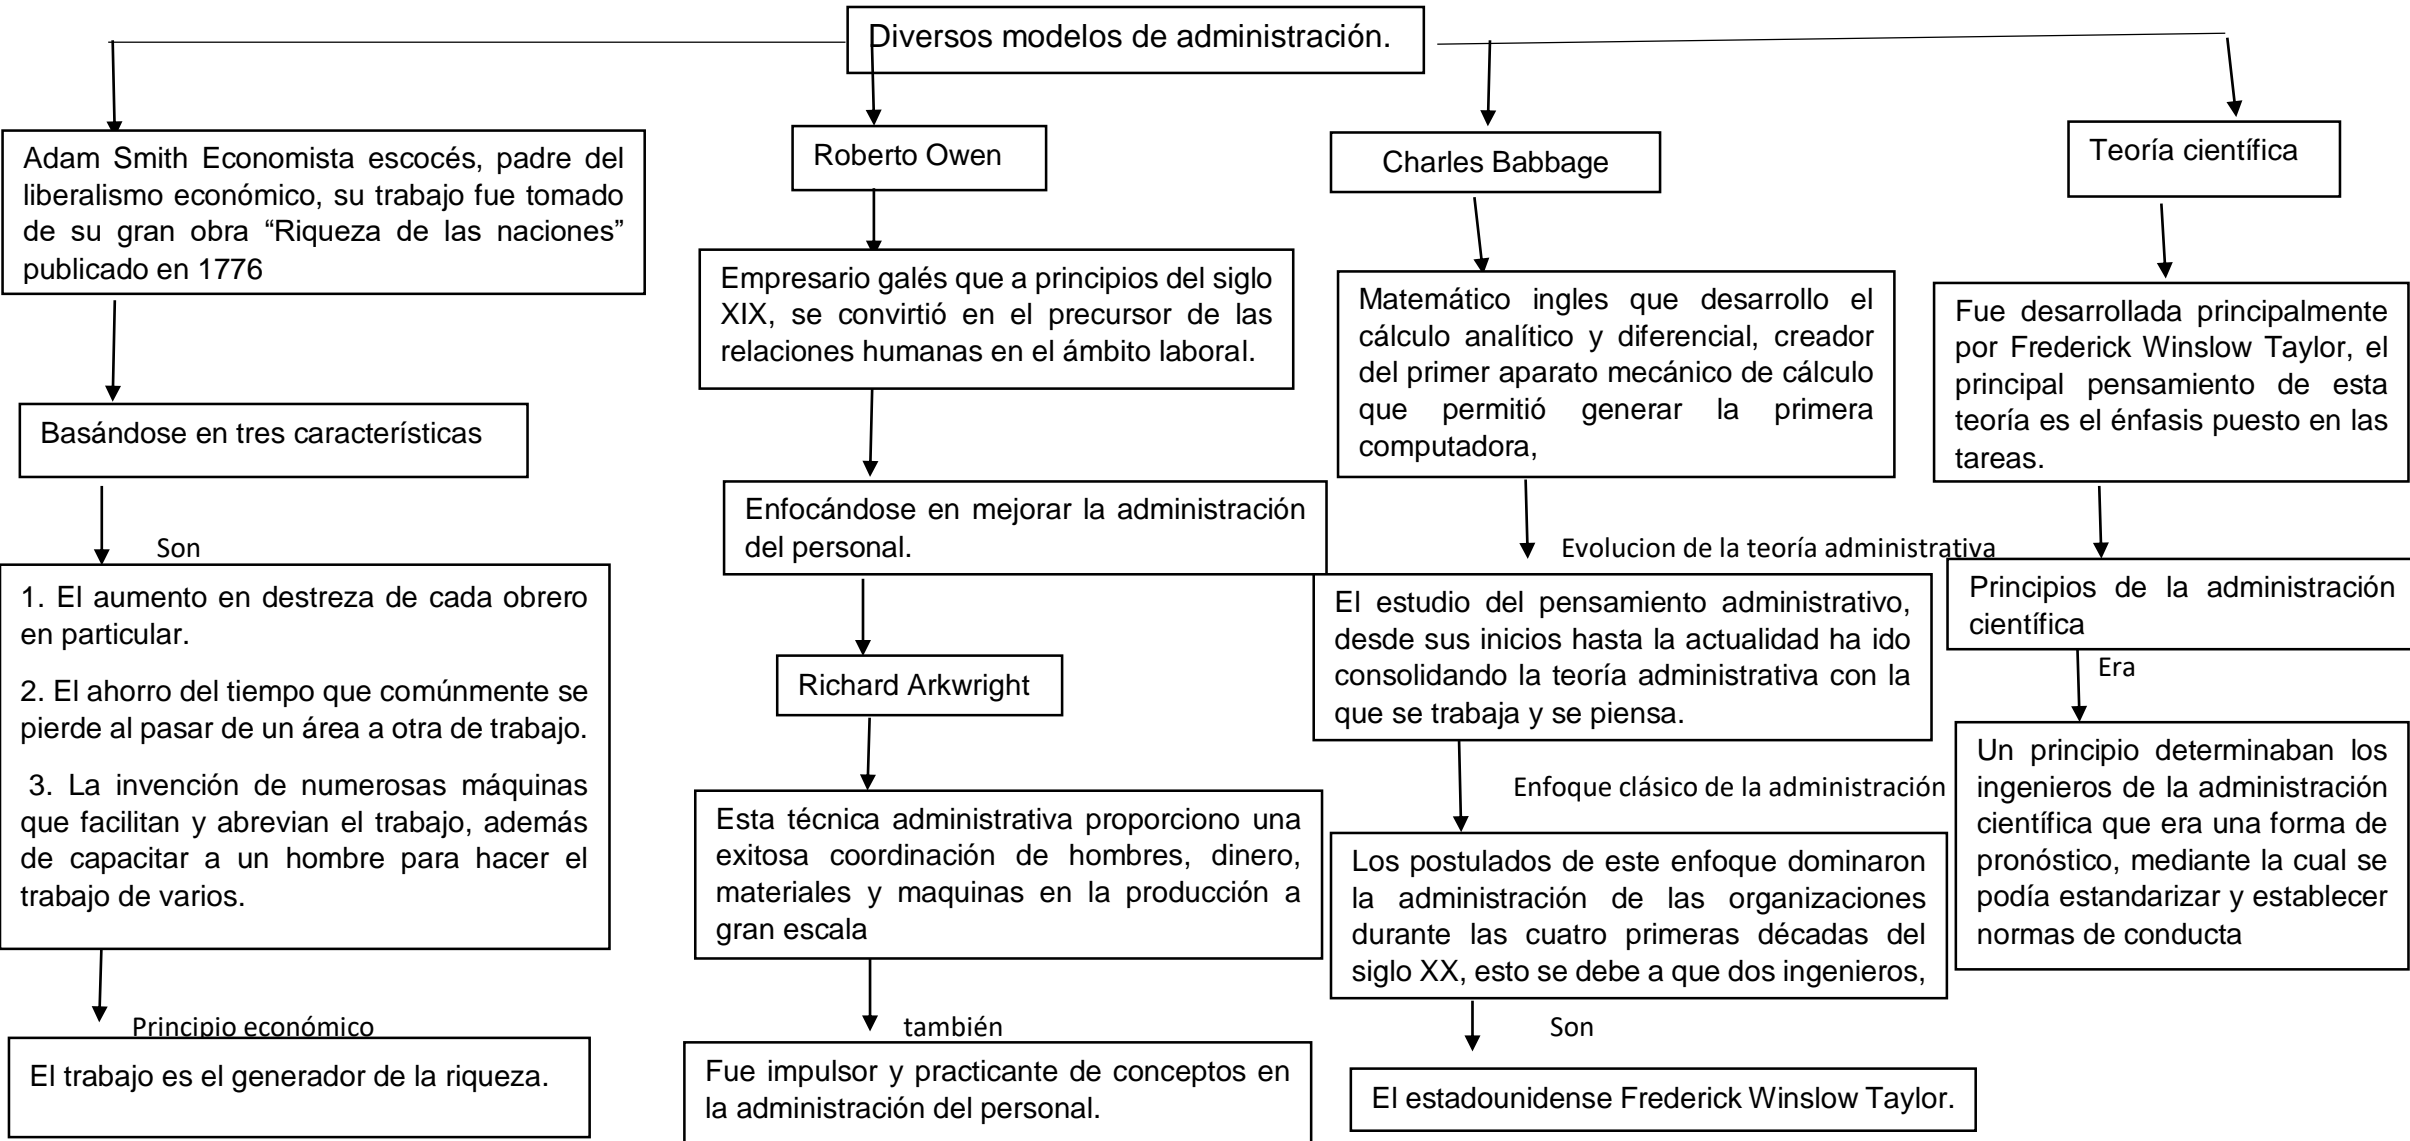 Diversos modelos de administración.
Adam Smith Economista escocés, padre del
liberalismo económico, su trabajo fue tomado
de su gran obra “Riqueza de las naciones”
publicado en 1776
Basándose en tres características
Son
1. El aumento en destreza de cada obrero
en particular.
2. El ahorro del tiempo que comúnmente se
pierde al pasar de un área a otra de trabajo.
3. La invención de numerosas máquinas
que facilitan y abrevian el trabajo, además
de capacitar a un hombre para hacer el
trabajo de varios.
Principio económico
El trabajo es el generador de la riqueza.
Roberto Owen
Empresario galés que a principios del siglo
XIX, se convirtió en el precursor de las
relaciones humanas en el ámbito laboral.
Enfocándose en mejorar la administración
del personal.
Richard Arkwright
Esta técnica administrativa proporciono una
exitosa coordinación de hombres, dinero,
materiales y maquinas en la producción a
gran escala
también
Fue impulsor y practicante de conceptos en
la administración del personal.
Charles Babbage
Matemático ingles que desarrollo el
cálculo analítico y diferencial, creador
del primer aparato mecánico de cálculo
que permitió generar la primera
computadora,
Evolucion de la teoría administrativa
El estudio del pensamiento administrativo,
desde sus inicios hasta la actualidad ha ido
consolidando la teoría administrativa con la
que se trabaja y se piensa.
Enfoque clásico de la administración
Los postulados de este enfoque dominaron
la administración de las organizaciones
durante las cuatro primeras décadas del
siglo XX, esto se debe a que dos ingenieros,
Son
El estadounidense Frederick Winslow Taylor.
Teoría científica
Fue desarrollada principalmente
por Frederick Winslow Taylor, el
principal pensamiento de esta
teoría es el énfasis puesto en las
tareas.
Principios de la administración
científica
Era
Un principio determinaban los
ingenieros de la administración
científica que era una forma de
pronóstico, mediante la cual se
podía estandarizar y establecer
normas de conducta